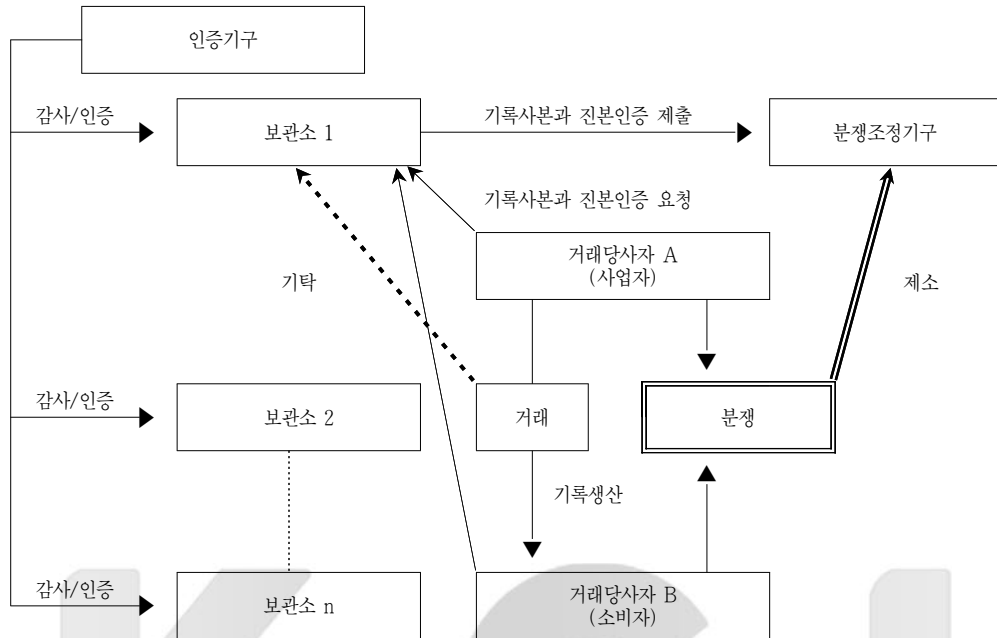 인증기구
감사/인증
보관소 1
기록사본과 진본인증 제출
분쟁조정기구
기록사본과 진본인증 요청
거래당사자 A
(사업자)
기탁
제소
감사/인증
보관소 2
거래
분쟁
기록생산
감사/인증
보관소 n
거래당사자 B
(소비자)